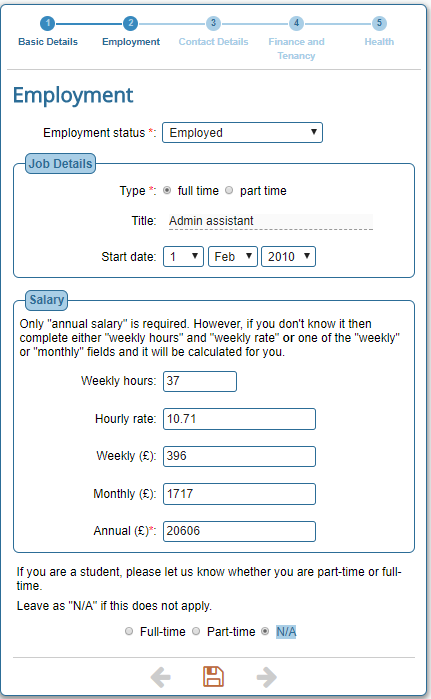 1 2 3 4 5
Basic Details Employment Contact Details Finance and Tenancy Health
Employment
Employment status *: Employed
Job Details
Type *: full time part time
Title: Admin assistant
Start date: 1 Feb 2010
Salary
Only "annual salary" is required. However, if you don't know it then
complete either "weekly hours" and "weekly rate" or one of the "weekly"
or "monthly" fields and it will be calculated for you.
Weekly hours: 37
Hourly rate: 10.71
Weekly (£): 396
Monthly (£): 1717
Annual (£)*: 20606
If you are a student, please let us know whether you are part-time or full-
time.
Leave as "N/A" if this does not apply.
Full-time Part-time N/A